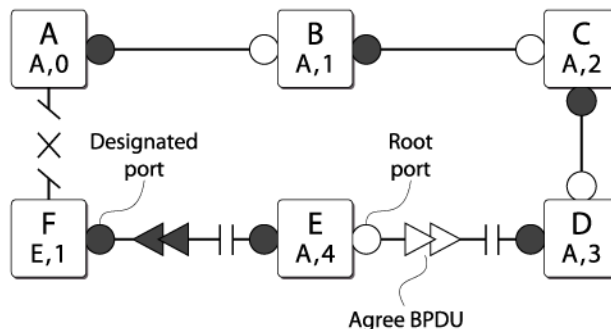 A
A,0
B
A,1
C
A,2
Designated
port
Root
port
F
E,1
E
A,4
D
A,3
Agree BPDU